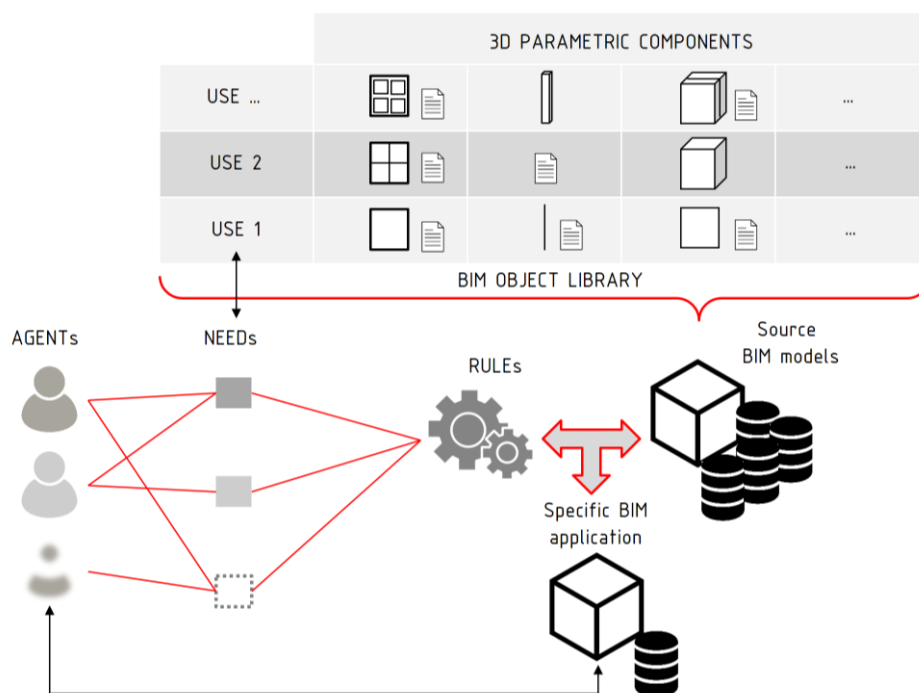 3D PARAMETRIC COMPONENTS
USE ...
...
USE 2
...
USE 1
...
BIM OBJECT LIBRARY
AGENTs
NEEDs
RULEs
Source
BIM models
Specific BIM
application